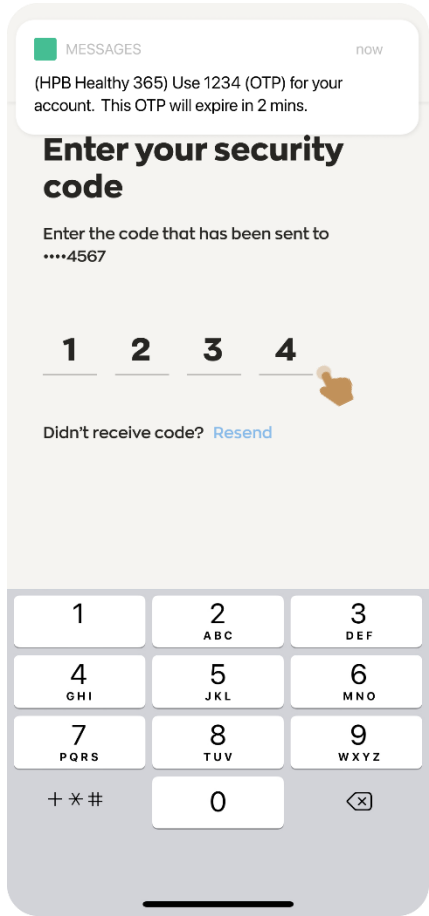 MESSAGES now
(HPB Healthy 365) Use 1234 (OTP) for your
account. This OTP will expire in 2 mins.
Enter your security
code
Enter the code that has been sent to
••••4567
1 2 3 4
Didn't receive code? Resend
1 2 3
ABC DEF
4 5 6
GHI JKL MNO
7 8 9
PQRS TUV WXYZ
+*# 0